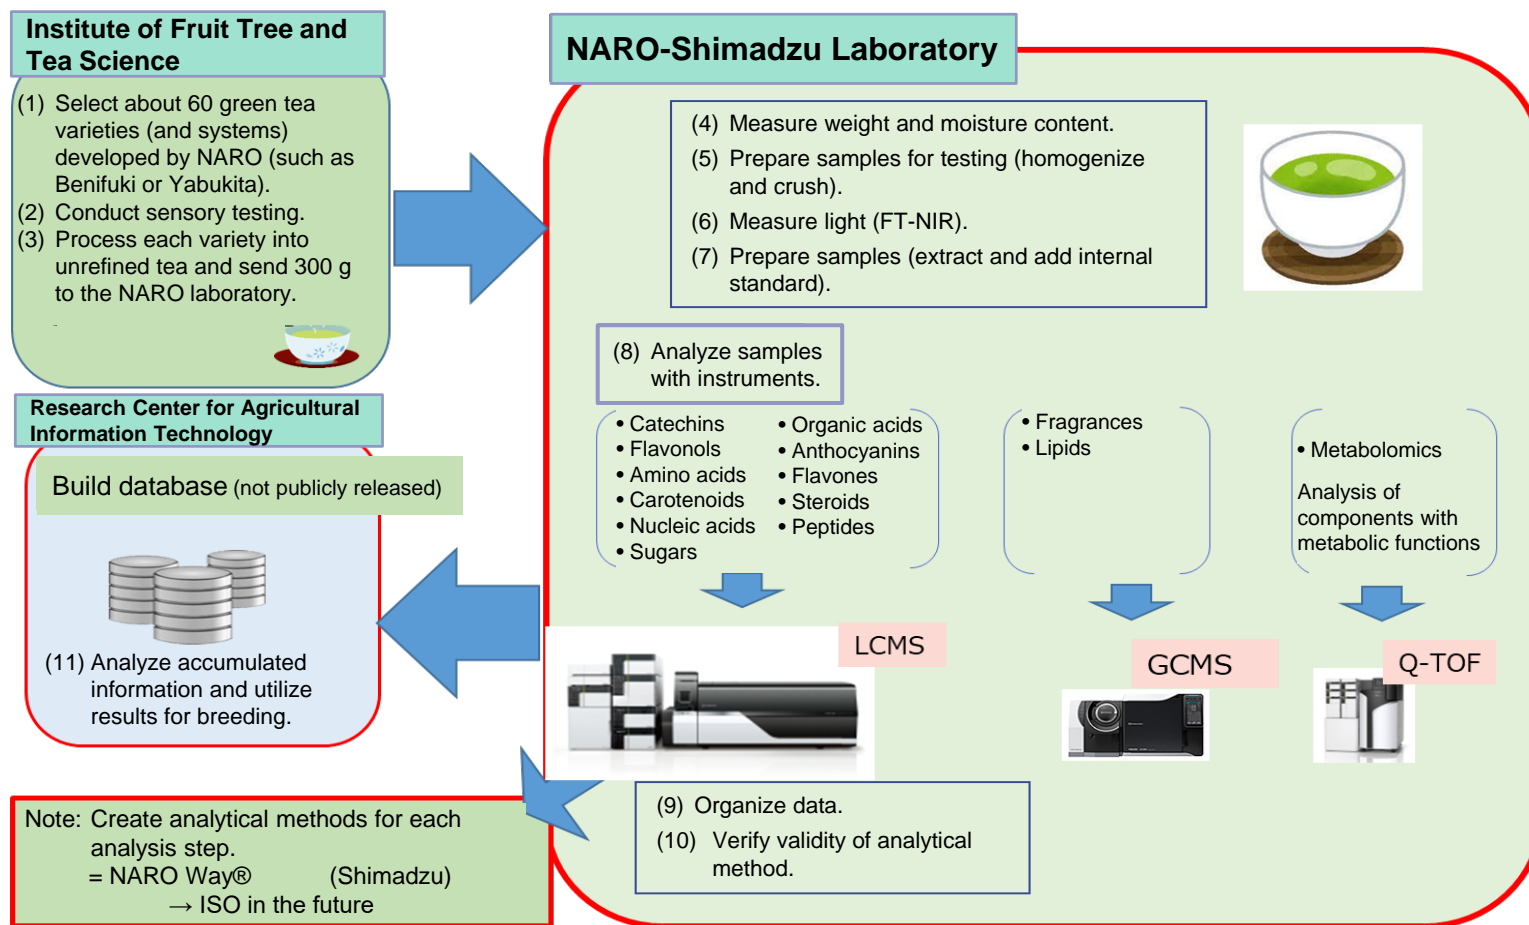 Institute of Fruit Tree and
Tea Science
(1) Select about 60 green tea
varieties (and systems)
developed by NARO (such as
Benifuki or Yabukita).
(2) Conduct sensory testing.
(3) Process each variety into
unrefined tea and send 300 g
to the NARO laboratory.
NARO-Shimadzu Laboratory
(4) Measure weight and moisture content.
(5) Prepare samples for testing (homogenize
and crush).
(6) Measure light (FT-NIR).
(7) Prepare samples (extract and add internal
standard).
(8) Analyze samples
with instruments.
• Catechins
• Flavonols
• Amino acids
• Carotenoids
• Nucleic acids
• Sugars
• Organic acids
• Anthocyanins
• Flavones
• Steroids
• Peptides
• Fragrances
• Lipids
• Metabolomics
Analysis of
components with
metabolic functions
LCMS
GCMS
Q-TOF
(9) Organize data.
(10) Verify validity of analytical
method.
Research Center for Agricultural
Information Technology
Build database (not publicly released)
(11) Analyze accumulated
information and utilize
results for breeding.
Note: Create analytical methods for each
analysis step.
= NARO Way® (Shimadzu)
→ ISO in the future